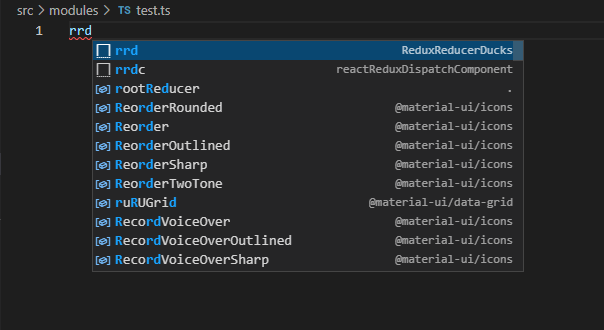 src > modules > TS test.ts
1 rrd
rrd ReduxReducerDucks
rrdc reactReduxDispatchComponent
rootReducer .
ReorderRounded @material-ui/icons
Reorder @material-ui/icons
ReorderOutlined @material-ui/icons
ReorderSharp @material-ui/icons
ReorderTwoTone @material-ui/icons
ruRUGrid @material-ui/data-grid
RecordVoiceOver @material-ui/icons
RecordVoiceOverOutlined @material-ui/icons
RecordVoiceOverSharp @material-ui/icons